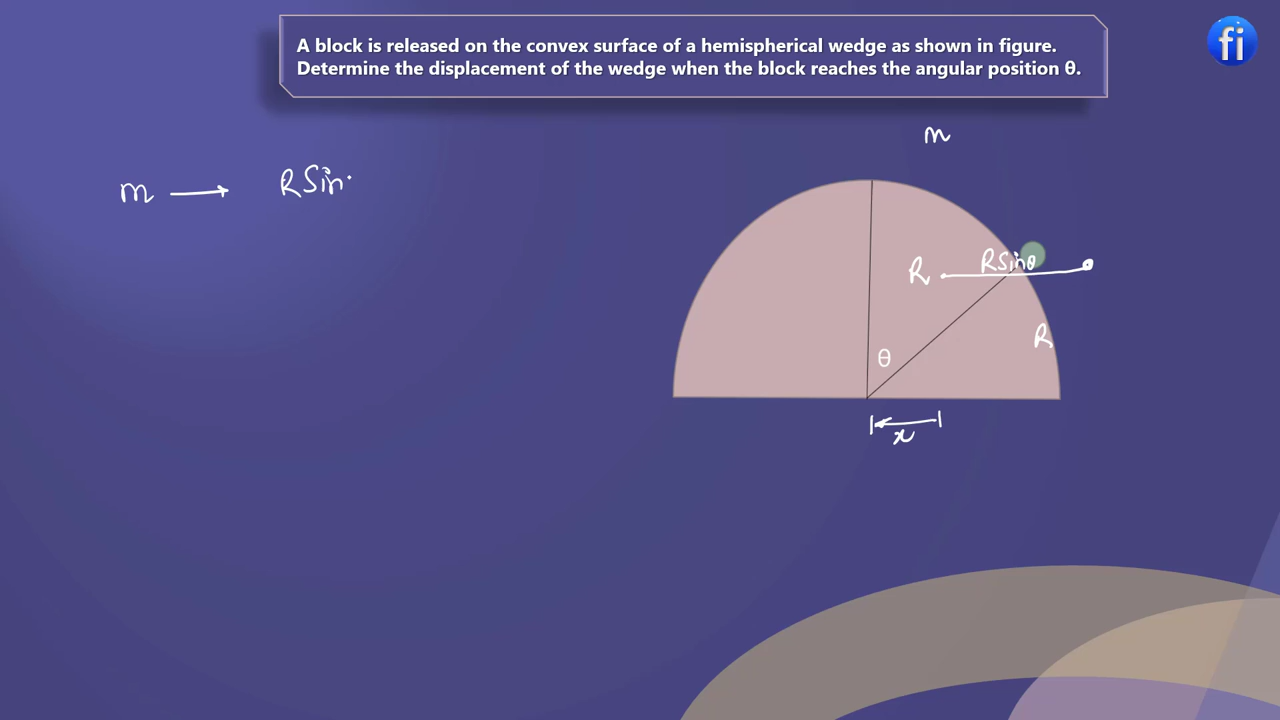 A block is released on the convex surface of a hemispherical wedge as shown in figure.
Determine the displacement of the wedge when the block reaches the angular position θ.
fi
m
m → RSin
RSinθ
R
R
θ
x